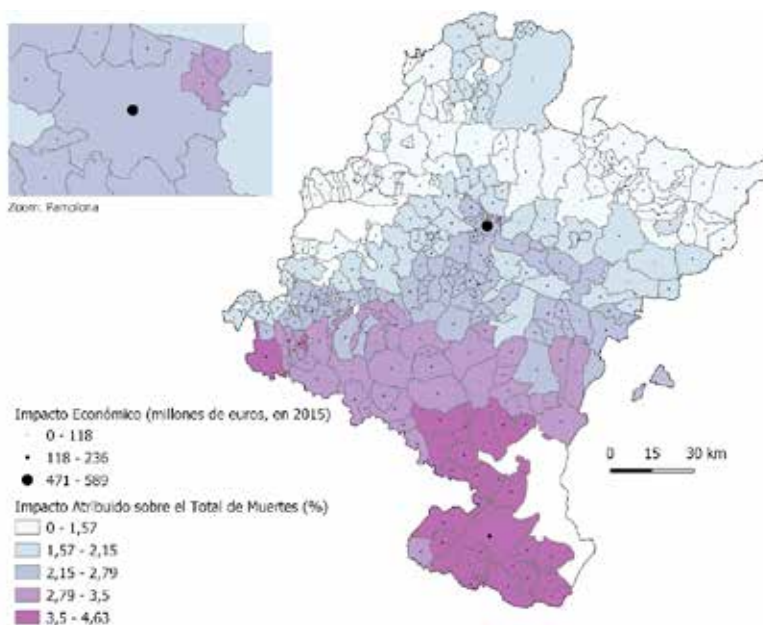 Zoom: Pamplona
Impacto Económico (millones de euros, en 2015)
0 - 118
118 - 236
471 - 589
Impacto Atribuido sobre el Total de Muertes (%)
0 - 1,57
1,57 - 2,15
2,15 - 2,79
2,79 - 3,5
3,5 - 4,63
0 15 30 km